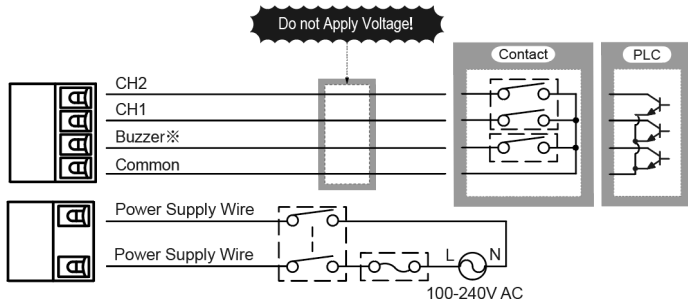 Do not Apply Voltage!
Contact
PLC
CH2
CH1
Buzzer※
Common
Power Supply Wire
Power Supply Wire
L
N
100-240V AC